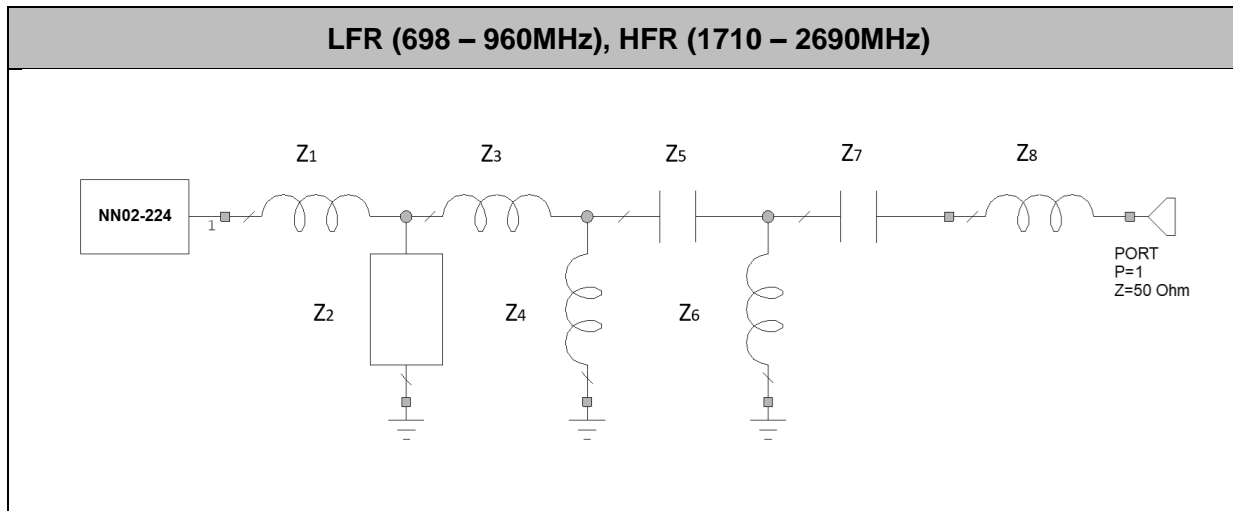 LFR (698 – 960MHz), HFR (1710 – 2690MHz)
Z1
Z3
Z5
Z7
Z8
NN02-224
1
PORT
P=1
Z=50 Ohm
Z2
Z4
Z6